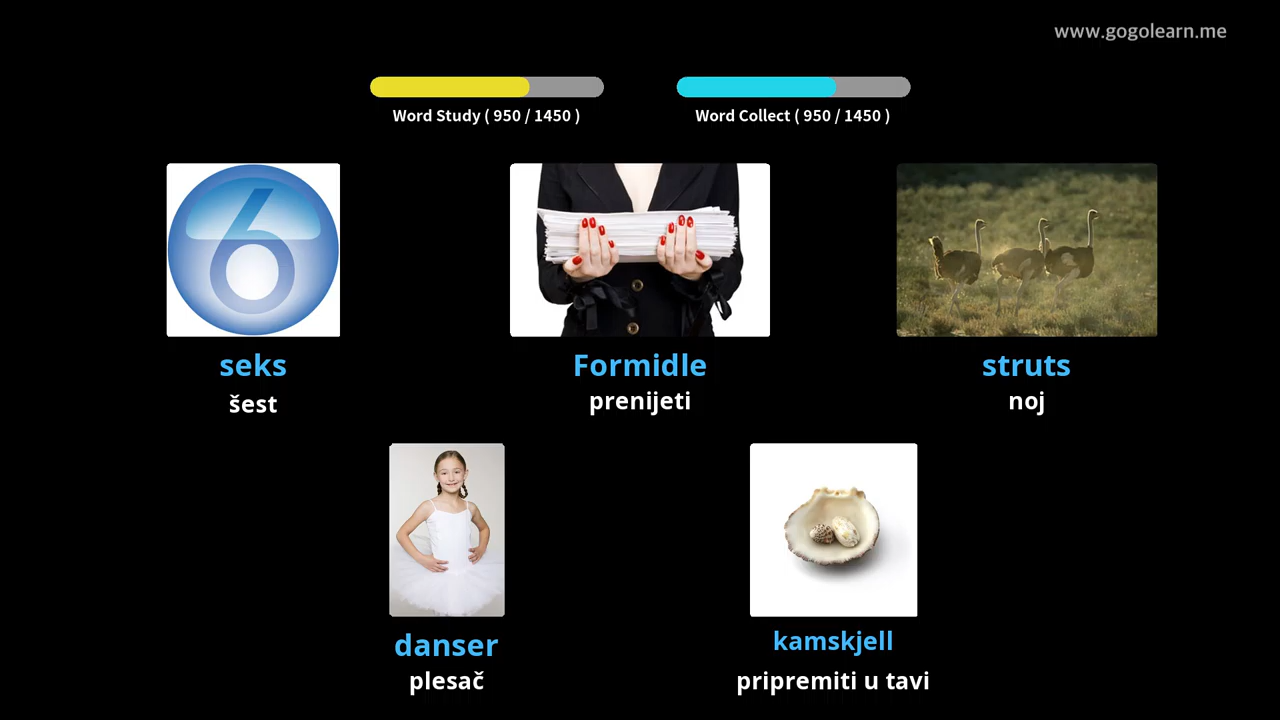 www.gogolearn.me
Word Study ( 950 / 1450 )
Word Collect ( 950 / 1450 )
6
seks
šest
Formidle
prenijeti
struts
noj
danser
plesač
kamskjell
pripremiti u tavi